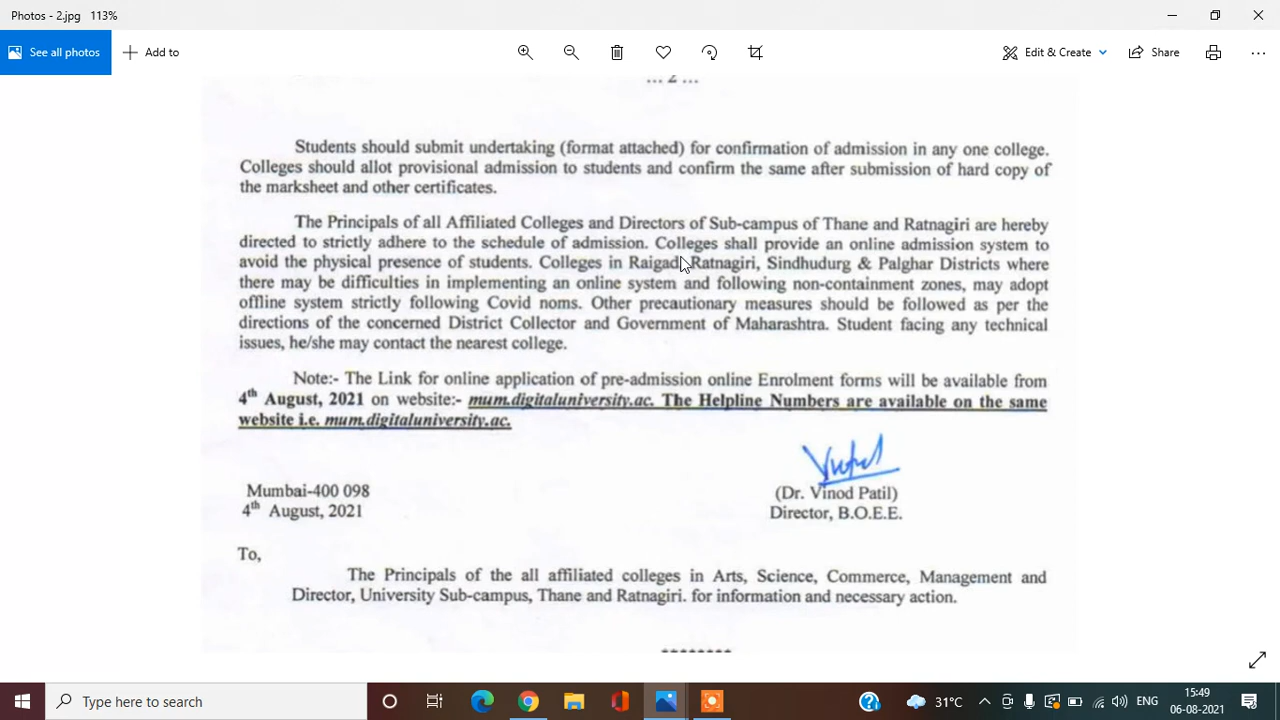 Photos - 2.jpg 113%
See all photos
Add to
Edit & Create
Share
... 2 ...
Students should submit undertaking (format attached) for confirmation of admission in any one college.
Colleges should allot provisional admission to students and confirm the same after submission of hard copy of
the marksheet and other certificates.
The Principals of all Affiliated Colleges and Directors of Sub-campus of Thane and Ratnagiri are hereby
directed to strictly adhere to the schedule of admission. Colleges shall provide an online admission system to
avoid the physical presence of students. Colleges in Raigad, Ratnagiri, Sindhudurg & Palghar Districts where
there may be difficulties in implementing an online system and following non-containment zones, may adopt
offline system strictly following Covid noms. Other precautionary measures should be followed as per the
directions of the concerned District Collector and Government of Maharashtra. Student facing any technical
issues, he/she may contact the nearest college.
Note:- The Link for online application of pre-admission online Enrolment forms will be available from
4th August, 2021 on website:- mum.digitaluniversity.ac. The Helpline Numbers are available on the same
website i.e. mum.digitaluniversity.ac.
Mumbai-400 098
4th August, 2021
(Dr. Vinod Patil)
Director, B.O.E.E.
To,
The Principals of the all affiliated colleges in Arts, Science, Commerce, Management and
Director, University Sub-campus, Thane and Ratnagiri. for information and necessary action.
********
Type here to search
31°C
ENG
15:49
06-08-2021